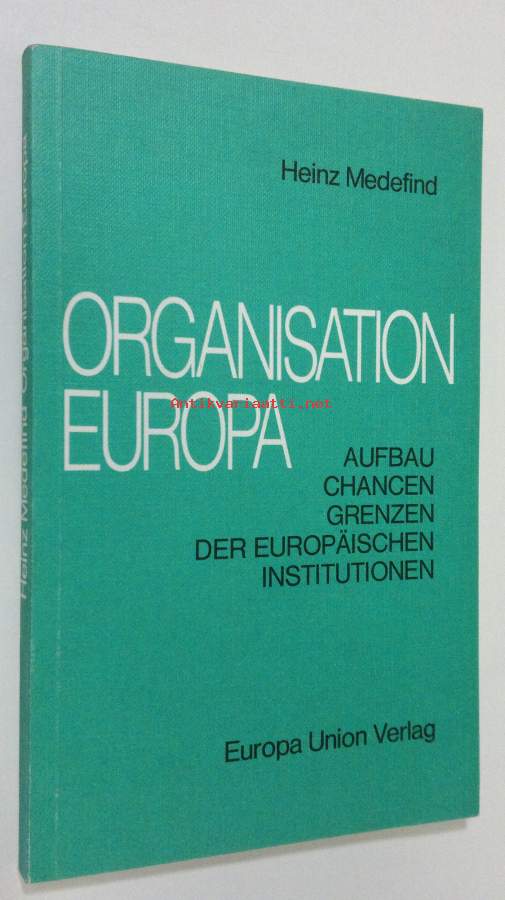 Heinz Medefind
ORGANISATION
EUROPA
Antikvariaatti.net
AUFBAU
CHANCEN
GRENZEN
DER EUROPÄISCHEN
INSTITUTIONEN
Europa Union Verlag
Heinz Medefind Organisation Europa